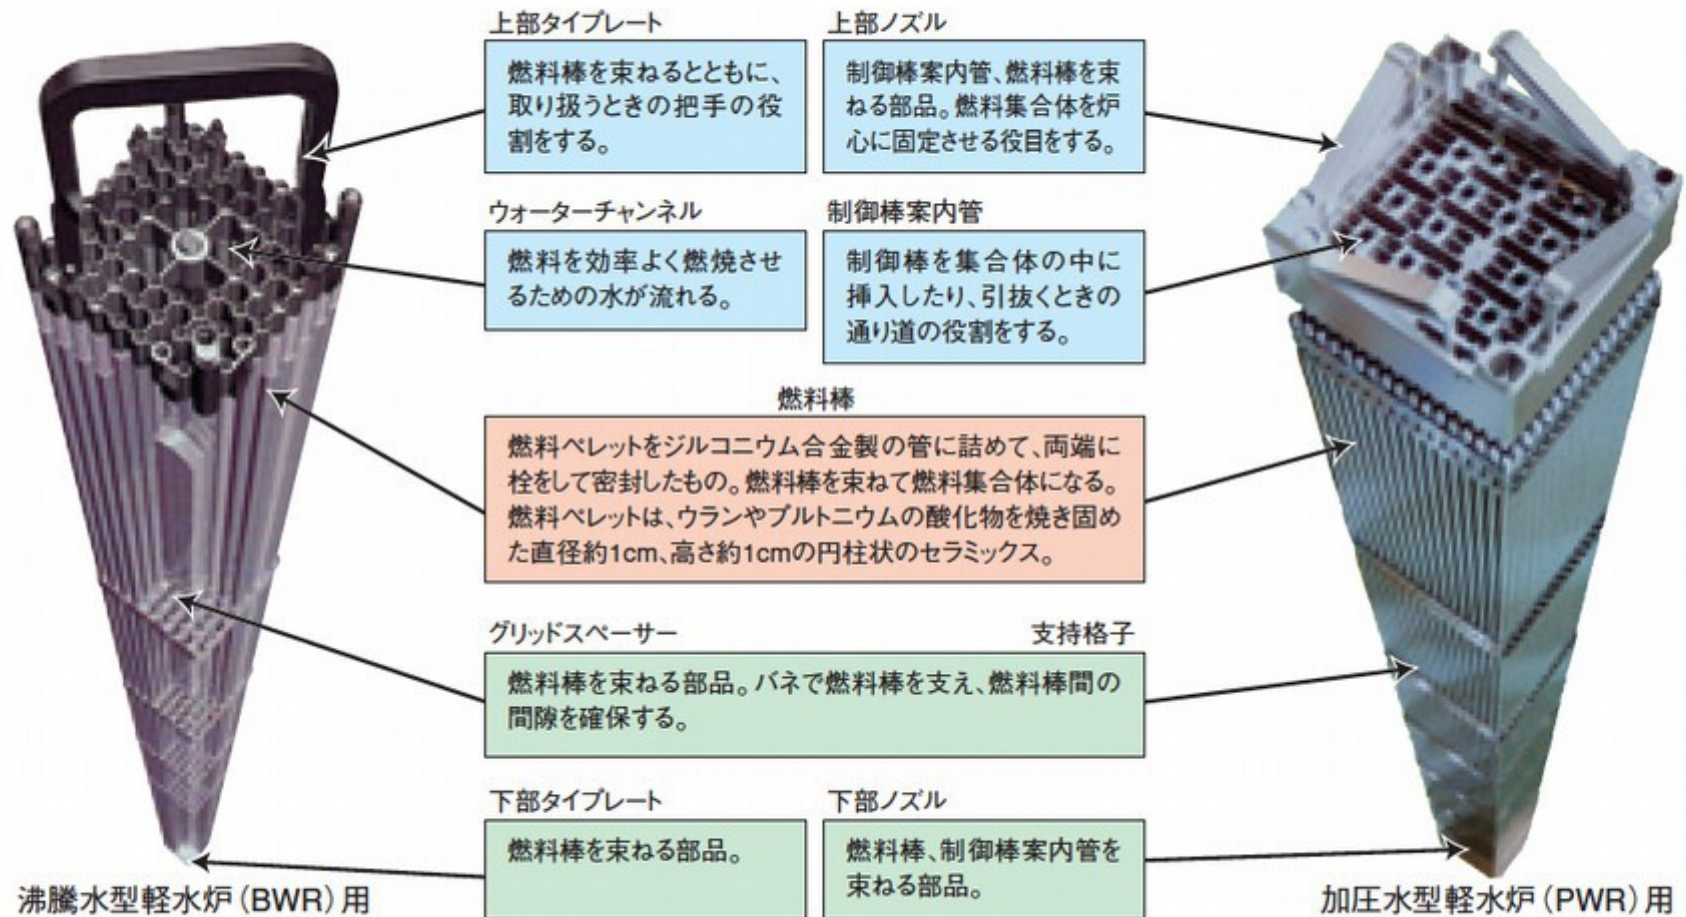 上部タイプレート
燃料棒を束ねるとともに、
取り扱うときの把手の役
割をする。
上部ノズル
制御棒案内管、燃料棒を束
ねる部品。燃料集合体を炉
心に固定させる役目をする。
ウォーターチャンネル
燃料を効率よく燃焼させ
るための水が流れる。
制御棒案内管
制御棒を集合体の中に
挿入したり、引抜くときの
通り道の役割をする。
燃料棒
燃料ペレットをジルコニウム合金製の管に詰めて、両端に
栓をして密封したもの。燃料棒を束ねて燃料集合体になる。
燃料ペレットは、ウランやプルトニウムの酸化物を焼き固め
た直径約1cm、高さ約1cmの円柱状のセラミックス。
グリッドスペーサー
支持格子
燃料棒を束ねる部品。バネで燃料棒を支え、燃料棒間の
間隙を確保する。
下部タイプレート
燃料棒を束ねる部品。
下部ノズル
燃料棒、制御棒案内管を
束ねる部品。
沸騰水型軽水炉(BWR)用
加圧水型軽水炉(PWR)用